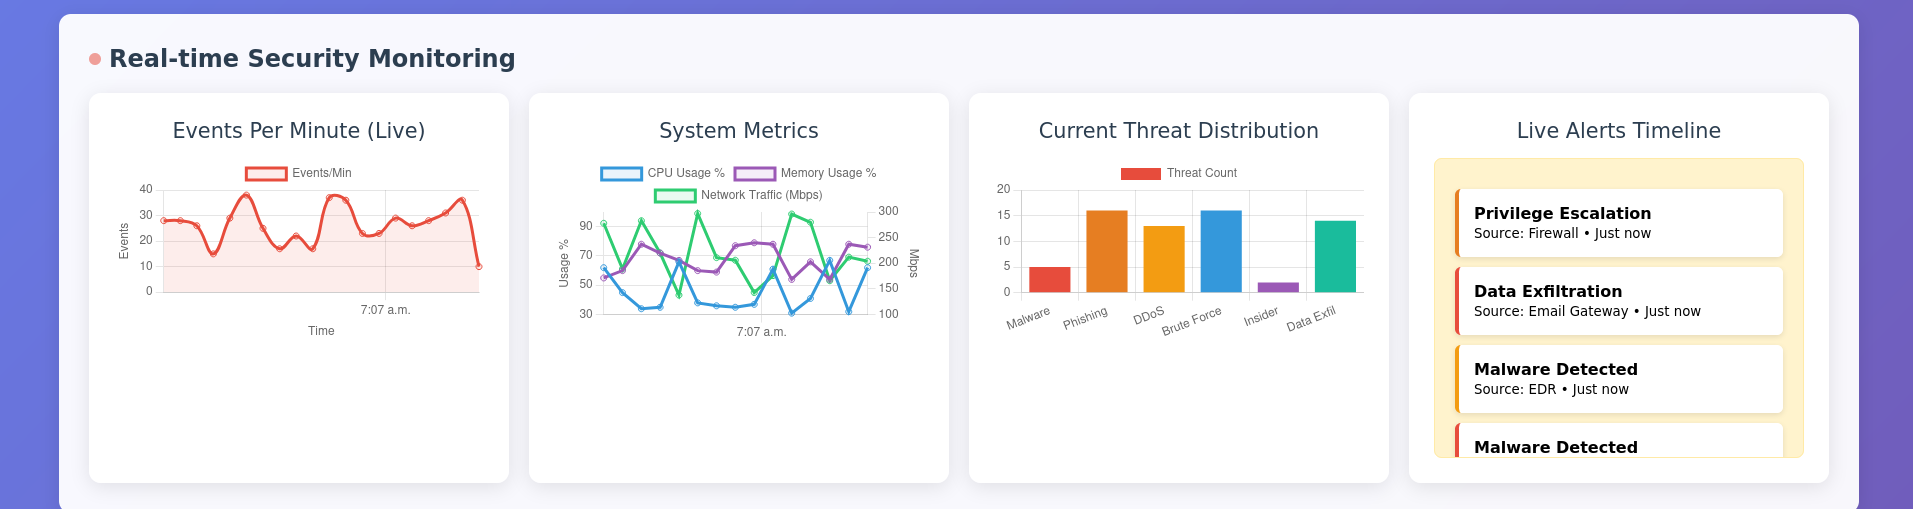 Real-time Security Monitoring
Events Per Minute (Live)
Events/Min
40
30
20
10
0
Events
7:07 a.m.
Time
System Metrics
CPU Usage %
Memory Usage %
Network Traffic (Mbps)
90
70
50
30
Usage %
300
250
200
150
100
Mbps
7:07 a.m.
Current Threat Distribution
Threat Count
20
15
10
5
0
Malware
Phishing
DDoS
Brute Force
Insider
Data Exfil
Live Alerts Timeline
Privilege Escalation
Source: Firewall • Just now
Data Exfiltration
Source: Email Gateway • Just now
Malware Detected
Source: EDR • Just now
Malware Detected